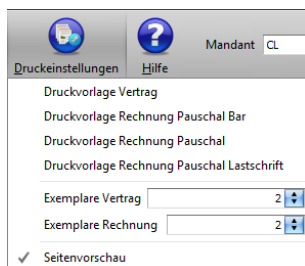 Mandant CL
Druckeinstellungen Hilfe
Druckvorlage Vertrag
Druckvorlage Rechnung Pauschal Bar
Druckvorlage Rechnung Pauschal
Druckvorlage Rechnung Pauschal Lastschrift
Exemplare Vertrag 2
Exemplare Rechnung 2
✓ Seitenvorschau